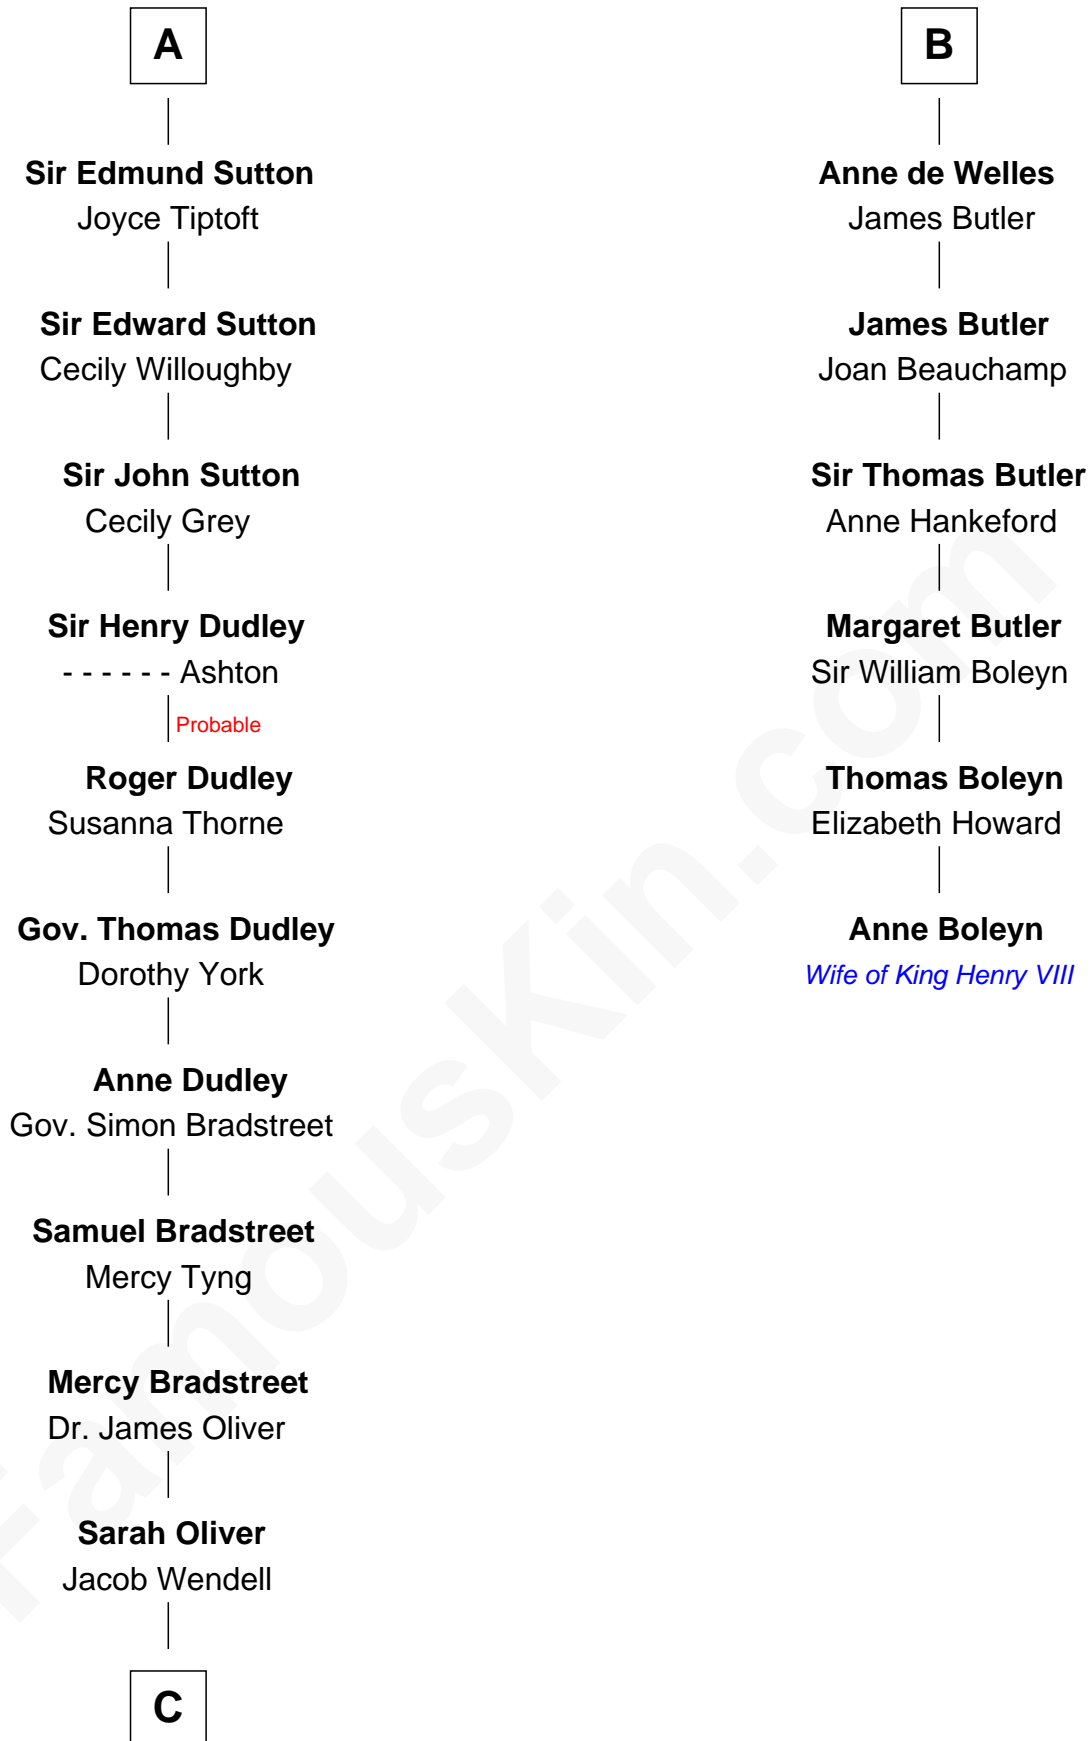 A
Sir Edmund Sutton
Joyce Tiptoft
Sir Edward Sutton
Cecily Willoughby
Sir John Sutton
Cecily Grey
Sir Henry Dudley
- - - - - - Ashton
Probable
Roger Dudley
Susanna Thorne
Gov. Thomas Dudley
Dorothy York
Anne Dudley
Gov. Simon Bradstreet
Samuel Bradstreet
Mercy Tyng
Mercy Bradstreet
Dr. James Oliver
Sarah Oliver
Jacob Wendell
C
B
Anne de Welles
James Butler
James Butler
Joan Beauchamp
Sir Thomas Butler
Anne Hankeford
Margaret Butler
Sir William Boleyn
Thomas Boleyn
Elizabeth Howard
Anne Boleyn
Wife of King Henry VIII
FamousKin.com